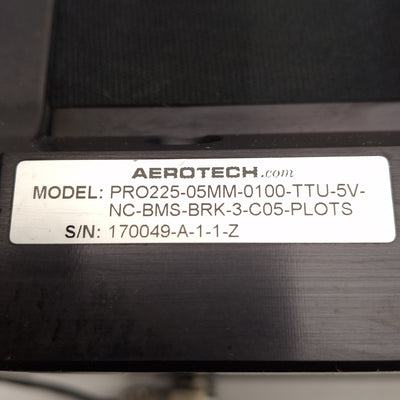 AEROTECH.com
MODEL: PRO225-05MM-0100-TTU-5V-
NC-BMS-BRK-3-C05-PLOTS
S/N: 170049-A-1-1-Z